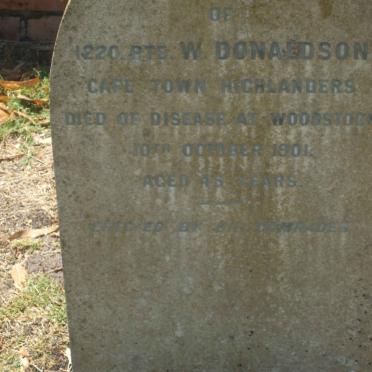 OF
1220. PTE. W DONALDSON
CAPE TOWN HIGHLANDERS
DIED OF DISEASE AT WOODSTOCK
10TH OCTOBER 1901.
AGED YEARS.
ERECTED BY HIS COMRADES